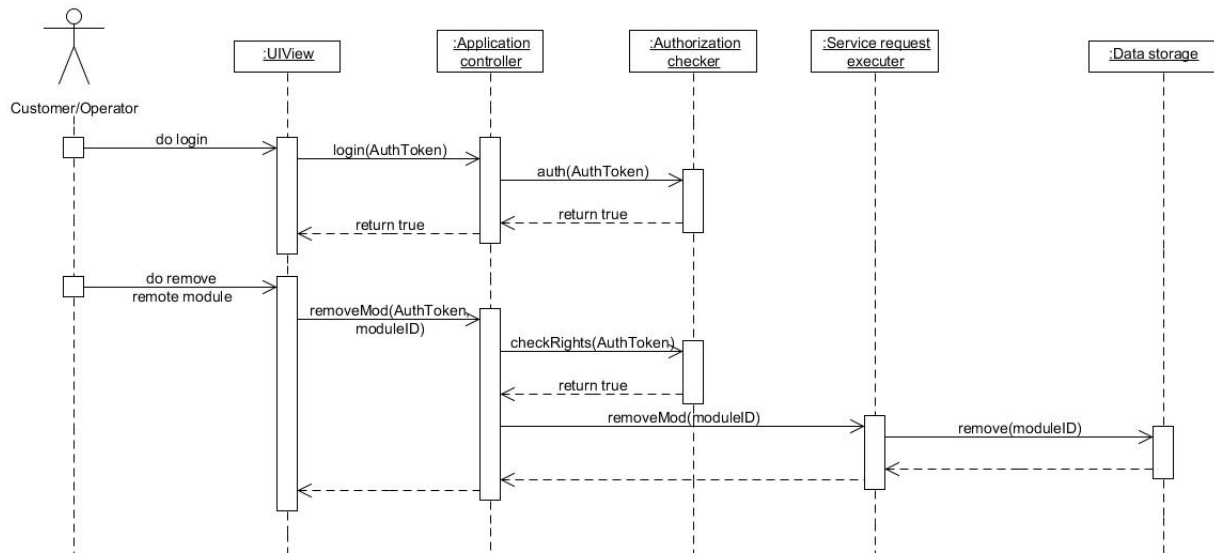 :UIView
:Application
controller
:Authorization
checker
:Service request
executer
:Data storage
Customer/Operator
do login
login(AuthToken)
auth(AuthToken)
return true
return true
do remove
remote module
removeMod(AuthToken,
moduleID)
checkRights(AuthToken)
return true
removeMod(moduleID)
remove(moduleID)